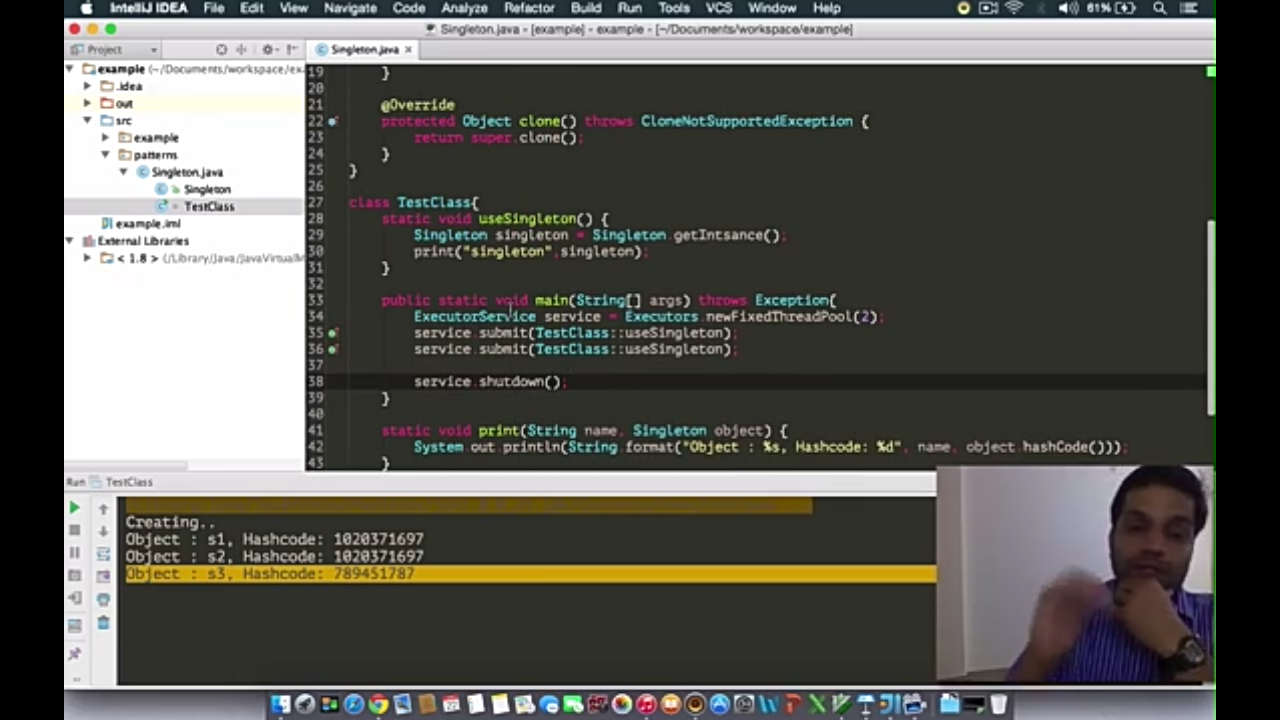 IntelliJ IDEA File Edit View Navigate Code Analyze Refactor Build Run Tools VCS Window Help 61%
Singleton.java - [example] - example - [~/Documents/workspace/example]
Project
Singleton.java
example (~/Documents/workspace/ex
.idea
out
src
example
patterns
Singleton.java
Singleton
TestClass
example.iml
External Libraries
< 1.8 > (/Library/Java/JavaVirtualM
19 }
20
21 @Override
22 protected Object clone() throws CloneNotSupportedException {
23 return super.clone();
24 }
25 }
26
27 class TestClass{
28 static void useSingleton() {
29 Singleton singleton = Singleton.getIntsance();
30 print("singleton",singleton);
31 }
32
33 public static void main(String[] args) throws Exception{
34 ExecutorService service = Executors.newFixedThreadPool(2);
35 service.submit(TestClass::useSingleton);
36 service.submit(TestClass::useSingleton);
37
38 service.shutdown();
39 }
40
41 static void print(String name, Singleton object) {
42 System.out.println(String.format("Object : %s, Hashcode: %d", name, object.hashCode()));
43 }
Run TestClass
Creating..
Object : s1, Hashcode: 1020371697
Object : s2, Hashcode: 1020371697
Object : s3, Hashcode: 789451787